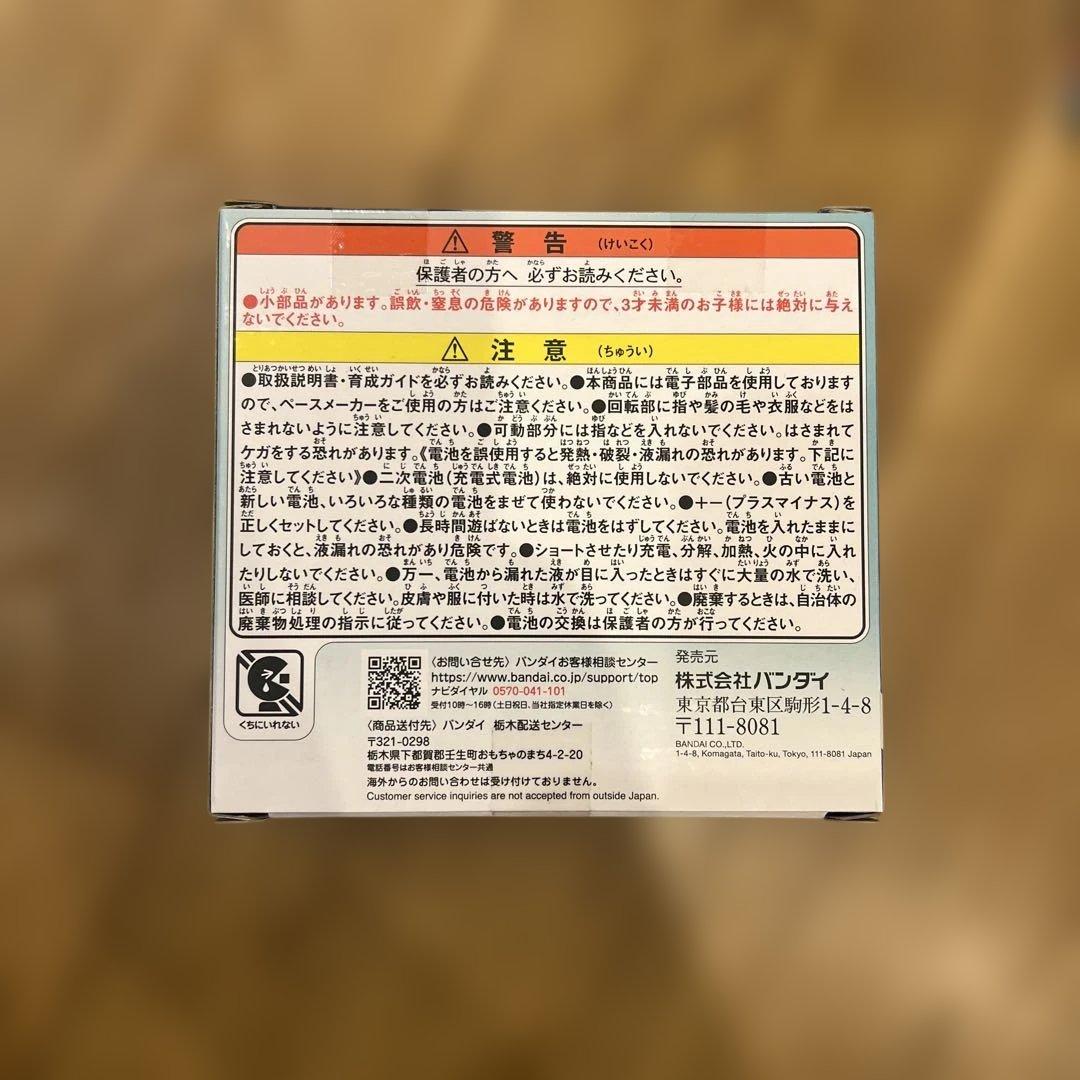 ⚠ 警告 (けいこく)
保護者の方へ 必ずお読みください。
●小部品があります。誤飲・窒息の危険がありますので、3才未満のお子様には絶対に与え
ないでください。
⚠ 注意 (ちゅうい)
●取扱説明書・育成ガイドを必ずお読みください。●本商品には電子部品を使用しております
ので、ペースメーカーをご使用の方はご注意ください。●回転部に指や髪の毛や衣服などをは
さまれないように注意してください。●可動部分には指などを入れないでください。はさまれて
ケガをする恐れがあります。《電池を誤使用すると発熱・破裂・液漏れの恐れがあります。下記に
注意してください》●二次電池(充電式電池)は、絶対に使用しないでください。●古い電池と
新しい電池、いろいろな種類の電池をまぜて使わないでください。●+-(プラスマイナス)を
正しくセットしてください。●長時間遊ばないときは電池をはずしてください。電池を入れたままに
しておくと、液漏れの恐れがあり危険です。●ショートさせたり充電、分解、加熱、火の中に入れ
たりしないでください。●万一、電池から漏れた液が目に入ったときはすぐに大量の水で洗い、
医師に相談してください。皮膚や服に付いた時は水で洗ってください。●廃棄するときは、自治体の
廃棄物処理の指示に従ってください。●電池の交換は保護者の方が行ってください。
くちにいれない
〈お問い合せ先〉バンダイお客様相談センター
https://www.bandai.co.jp/support/top
ナビダイヤル 0570-041-101
受付10時～16時(土日祝日、当社指定休業日を除く)
〈商品送付先〉バンダイ 栃木配送センター
〒321-0298
栃木県下都賀郡壬生町おもちゃのまち4-2-20
電話番号はお客様相談センター共通
海外からのお問い合わせは受け付けておりません。
Customer service inquiries are not accepted from outside Japan.
発売元
株式会社バンダイ
東京都台東区駒形1-4-8
〒111-8081
BANDAI CO.,LTD.
1-4-8, Komagata, Taito-ku, Tokyo, 111-8081 Japan